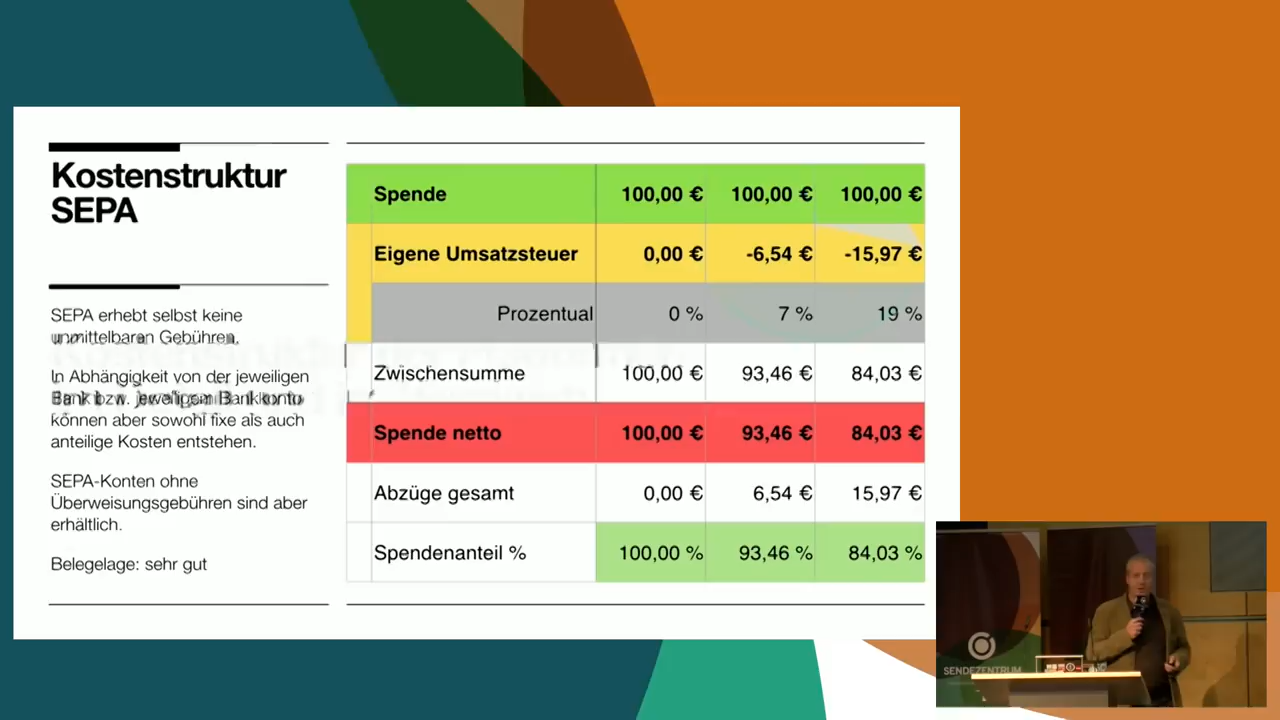 Kostenstruktur
SEPA
SEPA erhebt selbst keine
unmittelbaren Gebühren.
In Abhängigkeit von der jeweiligen
Bank bzw. jeweiligem Bankkonto
können aber sowohl fixe als auch
anteilige Kosten entstehen.
SEPA-Konten ohne
Überweisungsgebühren sind aber
erhältlich.
Belegelage: sehr gut
Spende 100,00 € 100,00 € 100,00 €
Eigene Umsatzsteuer 0,00 € -6,54 € -15,97 €
Prozentual 0 % 7 % 19 %
Zwischensumme 100,00 € 93,46 € 84,03 €
Spende netto 100,00 € 93,46 € 84,03 €
Abzüge gesamt 0,00 € 6,54 € 15,97 €
Spendenanteil % 100,00 % 93,46 % 84,03 %
SENDEZENTRUM